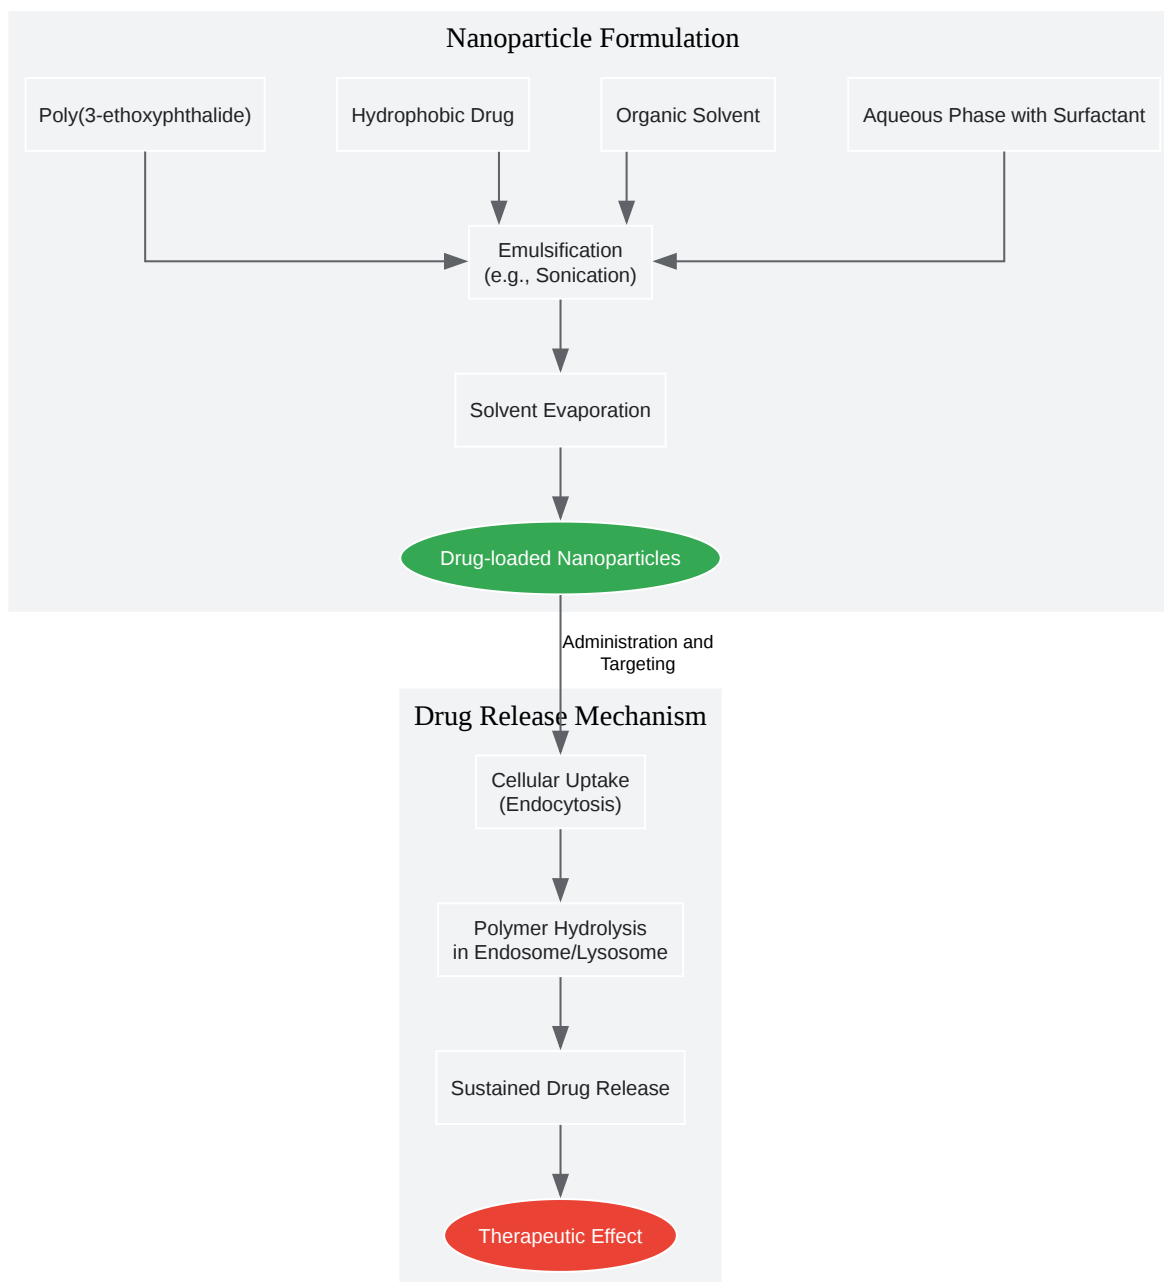 Nanoparticle Formulation
Poly(3-ethoxyphthalide)
Hydrophobic Drug
Organic Solvent
Aqueous Phase with Surfactant
Emulsification
(e.g., Sonication)
Solvent Evaporation
Drug-loaded Nanoparticles
Administration and
Targeting
Drug Release Mechanism
Cellular Uptake
(Endocytosis)
Polymer Hydrolysis
in Endosome/Lysosome
Sustained Drug Release
Therapeutic Effect